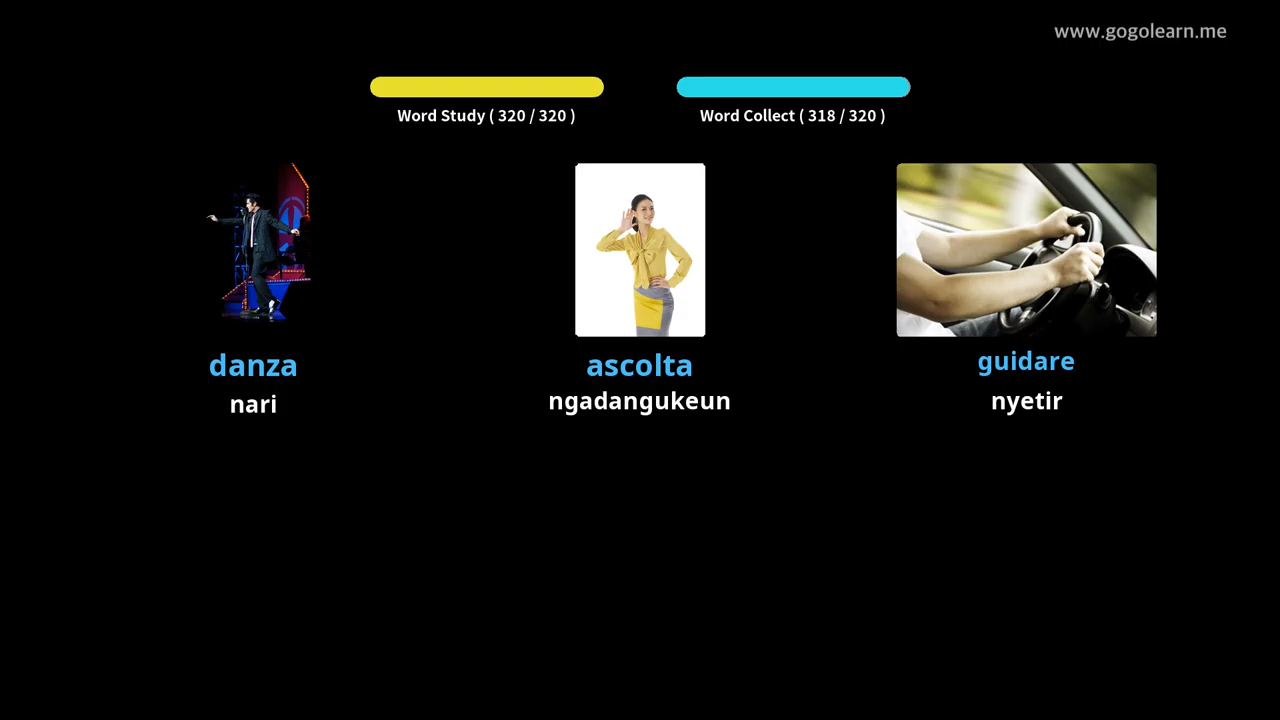 www.gogolearn.me
Word Study ( 320 / 320 )
Word Collect ( 318 / 320 )
danza
nari
ascolta
ngadangukeun
guidare
nyetir